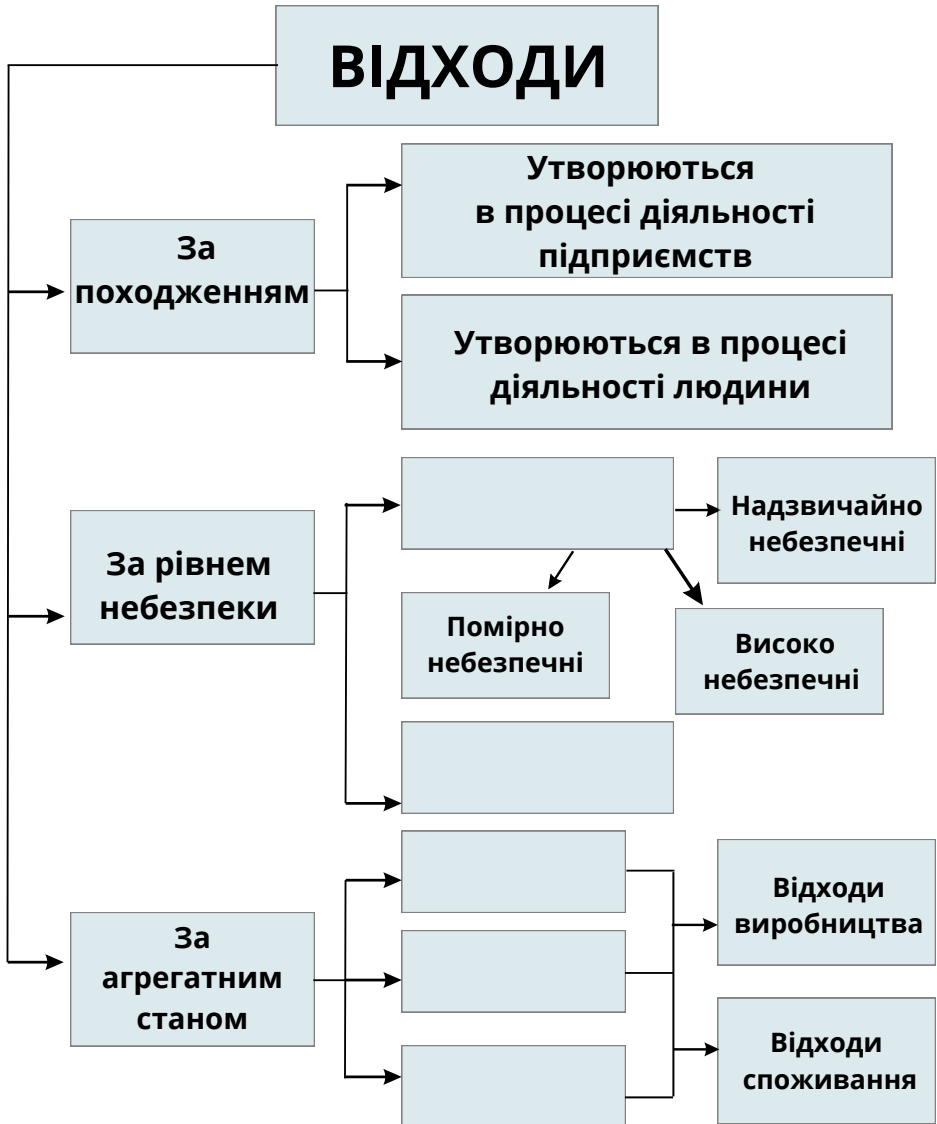 ВІДХОДИ
Утворюються
в процесі діяльності
підприємств
За
походженням
Утворюються в процесі
діяльності людини
Надзвичайно
небезпечні
За рівнем
небезпеки
Помірно
небезпечні
Високо
небезпечні
Відходи
виробництва
За
агрегатним
станом
Відходи
споживання